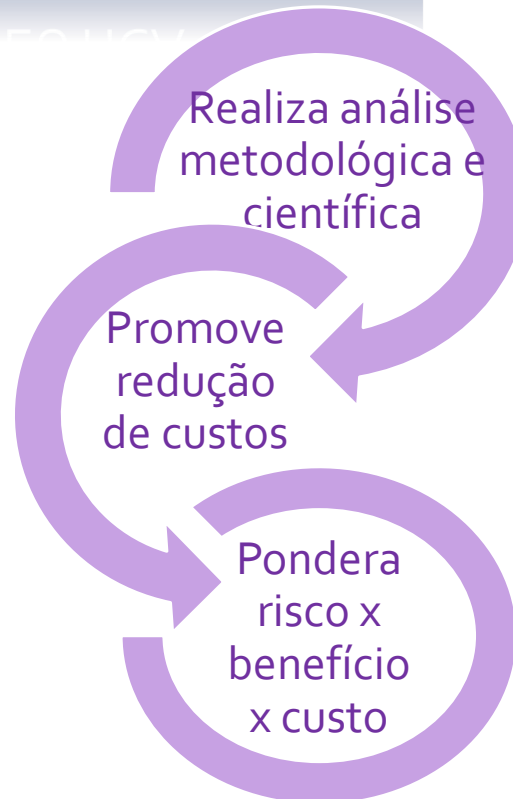 Realiza análise
metodológica e
científica
Promove
redução
de custos
Pondera
risco x
benefício
x custo